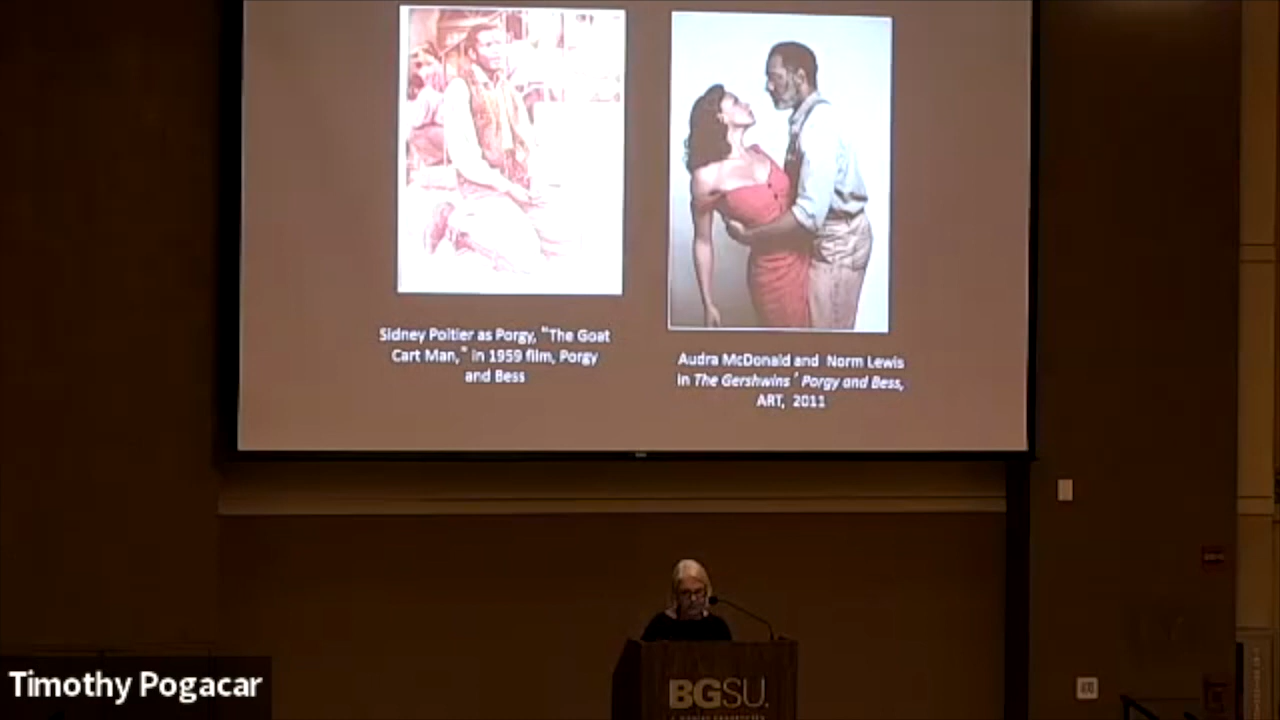 Sidney Poitier as Porgy, "The Goat
Cart Man," in 1959 film, Porgy
and Bess
Audra McDonald and Norm Lewis
in The Gershwins' Porgy and Bess,
ART, 2011
BGSU.
Timothy Pogacar